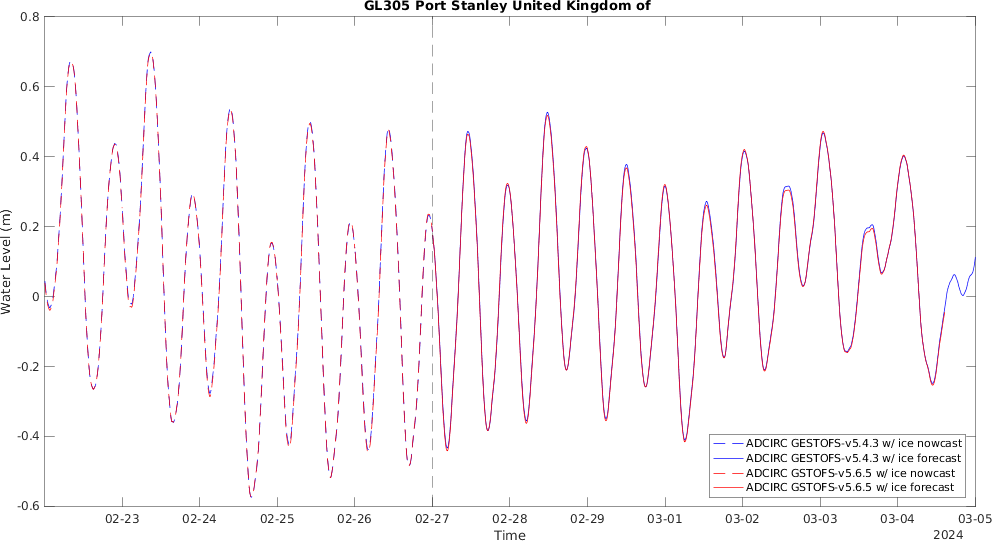 GL305 Port Stanley United Kingdom of
Water Level (m)
0.8
0.6
0.4
0.2
0
-0.2
-0.4
-0.6
ADCIRC GESTOFS-v5.4.3 w/ ice nowcast
ADCIRC GESTOFS-v5.4.3 w/ ice forecast
ADCIRC GSTOFS-v5.6.5 w/ ice nowcast
ADCIRC GSTOFS-v5.6.5 w/ ice forecast
02-23 02-24 02-25 02-26 02-27 02-28 02-29 03-01 03-02 03-03 03-04 03-05
Time
2024